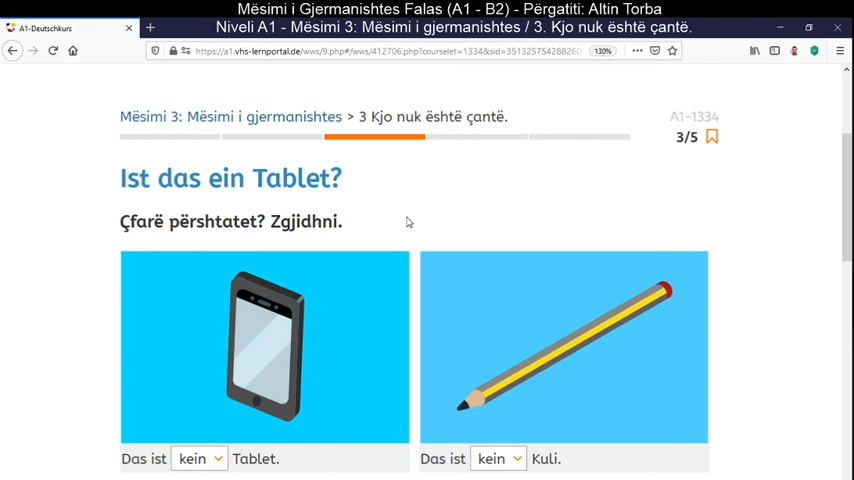 Mësimi i Gjermanishtes Falas (A1 - B2) - Përgatiti: Altin Torba
A1-Deutschkurs
Niveli A1 - Mësimi 3: Mësimi i gjermanishtes / 3. Kjo nuk është çantë.
https://a1.vhs-lernportal.de/wws/9.php#/wws/412706.php?courselet=1334&sid=3513257542882605
130%
Mësimi 3: Mësimi i gjermanishtes > 3 Kjo nuk është çantë.
A1-1334
3/5
Ist das ein Tablet?
Çfarë përshtatet? Zgjidhni.
Das ist kein Tablet.
Das ist kein Kuli.